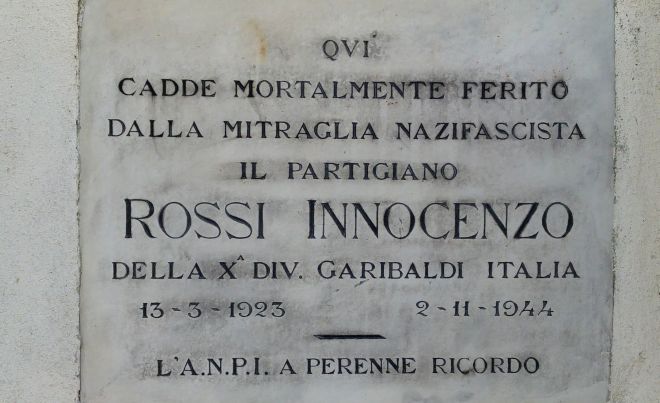 QVI
CADDE MORTALMENTE FERITO
DALLA MITRAGLIA NAZIFASCISTA
IL PARTIGIANO
ROSSI INNOCENZO
DELLA X^ DIV. GARIBALDI ITALIA
13-3-1923 2-11-1944
L'A.N.P.I. A PERENNE RICORDO